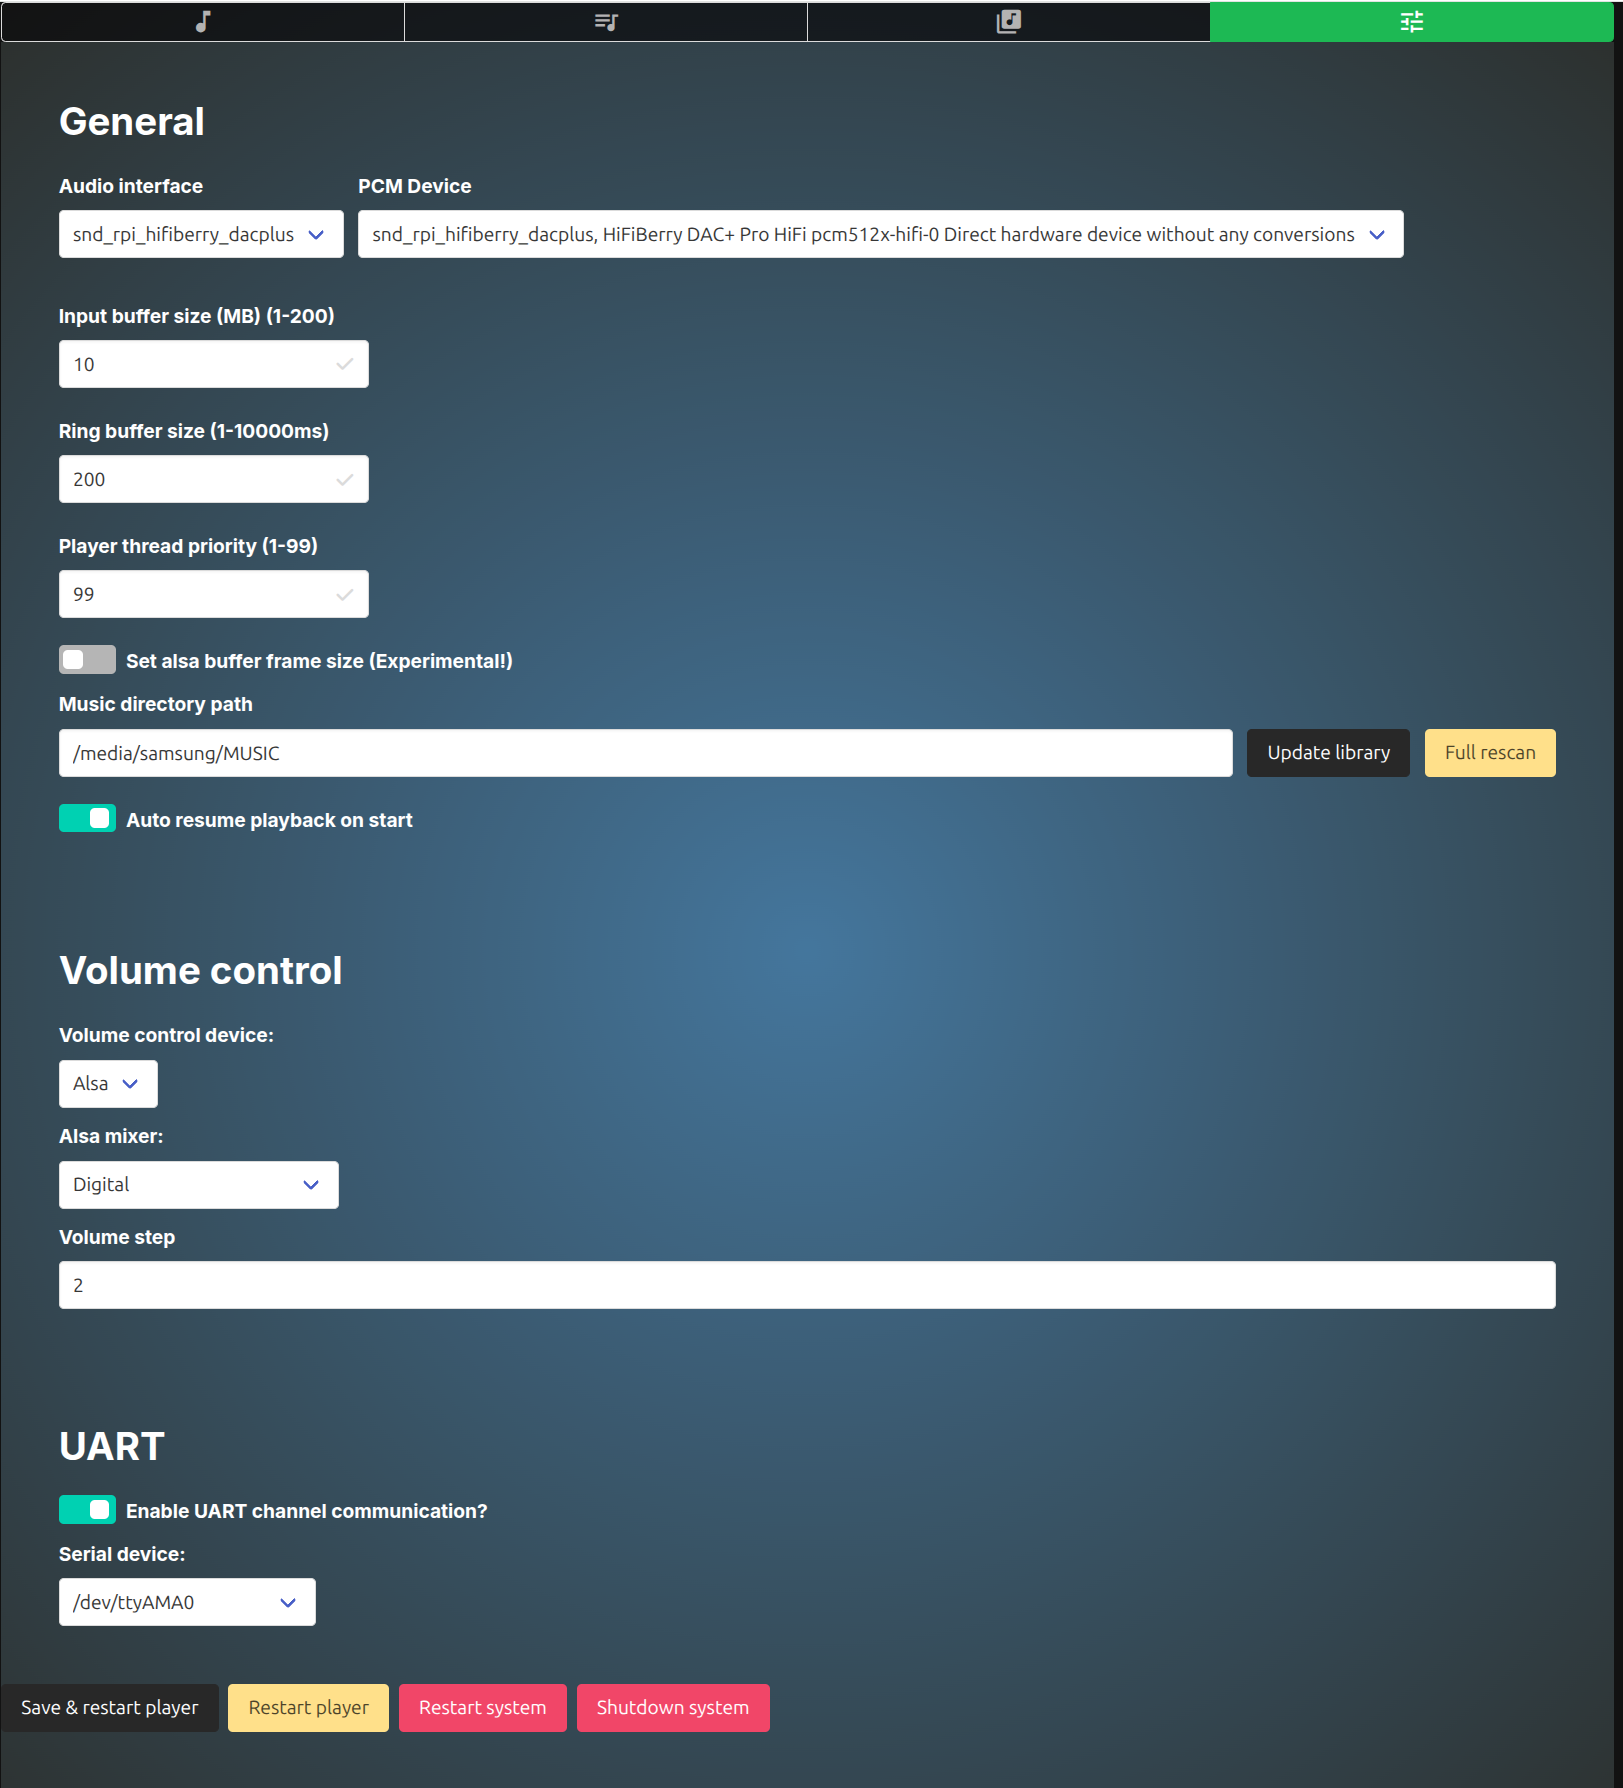 General
Audio interface
PCM Device
snd_rpi_hifiberry_dacplus
snd_rpi_hifiberry_dacplus, HiFiBerry DAC+ Pro HiFi pcm512x-hifi-0 Direct hardware device without any conversions
Input buffer size (MB) (1-200)
10
Ring buffer size (1-10000ms)
200
Player thread priority (1-99)
99
Set alsa buffer frame size (Experimental!)
Music directory path
/media/samsung/MUSIC
Update library
Full rescan
Auto resume playback on start
Volume control
Volume control device:
Alsa
Alsa mixer:
Digital
Volume step
2
UART
Enable UART channel communication?
Serial device:
/dev/ttyAMA0
Save & restart player
Restart player
Restart system
Shutdown system